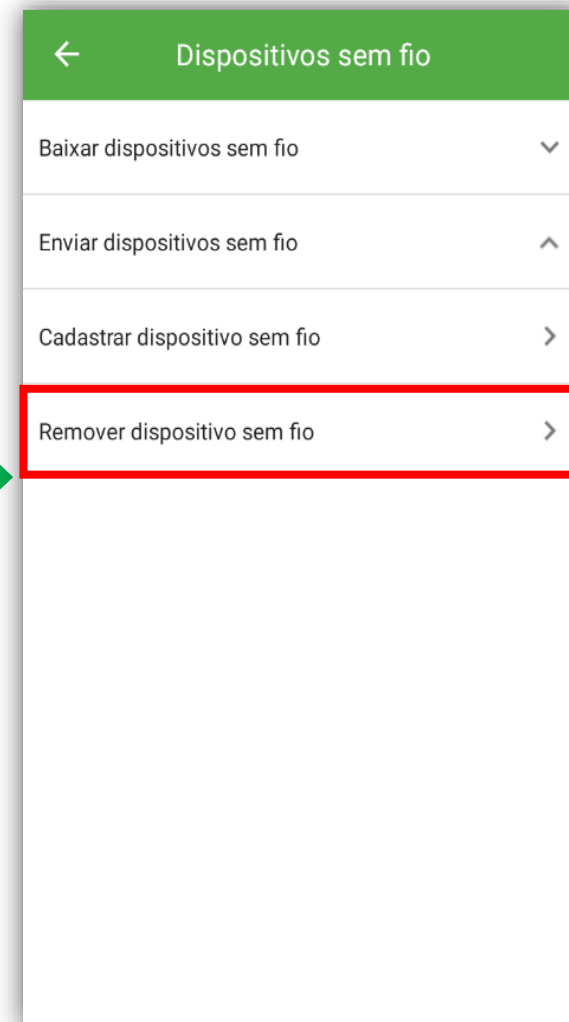 Dispositivos sem fio
Baixar dispositivos sem fio
Enviar dispositivos sem fio
Cadastrar dispositivo sem fio
Remover dispositivo sem fio